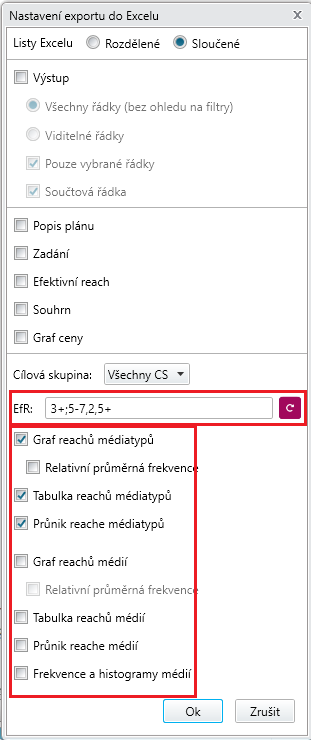 Nastavení exportu do Excelu
Listy Excelu Rozdělené Sloučené
Výstup
Všechny řádky (bez ohledu na filtry)
Viditelné řádky
Pouze vybrané řádky
Součtová řádka
Popis plánu
Zadání
Efektivní reach
Souhrn
Graf ceny
Cílová skupina: Všechny CS
EfR: 3+;5-7,2,5+
Graf reachů médiatypů
Relativní průměrná frekvence
Tabulka reachů médiatypů
Průnik reache médiatypů
Graf reachů médií
Relativní průměrná frekvence
Tabulka reachů médií
Průnik reache médií
Frekvence a histogramy médií
Ok Zrušit